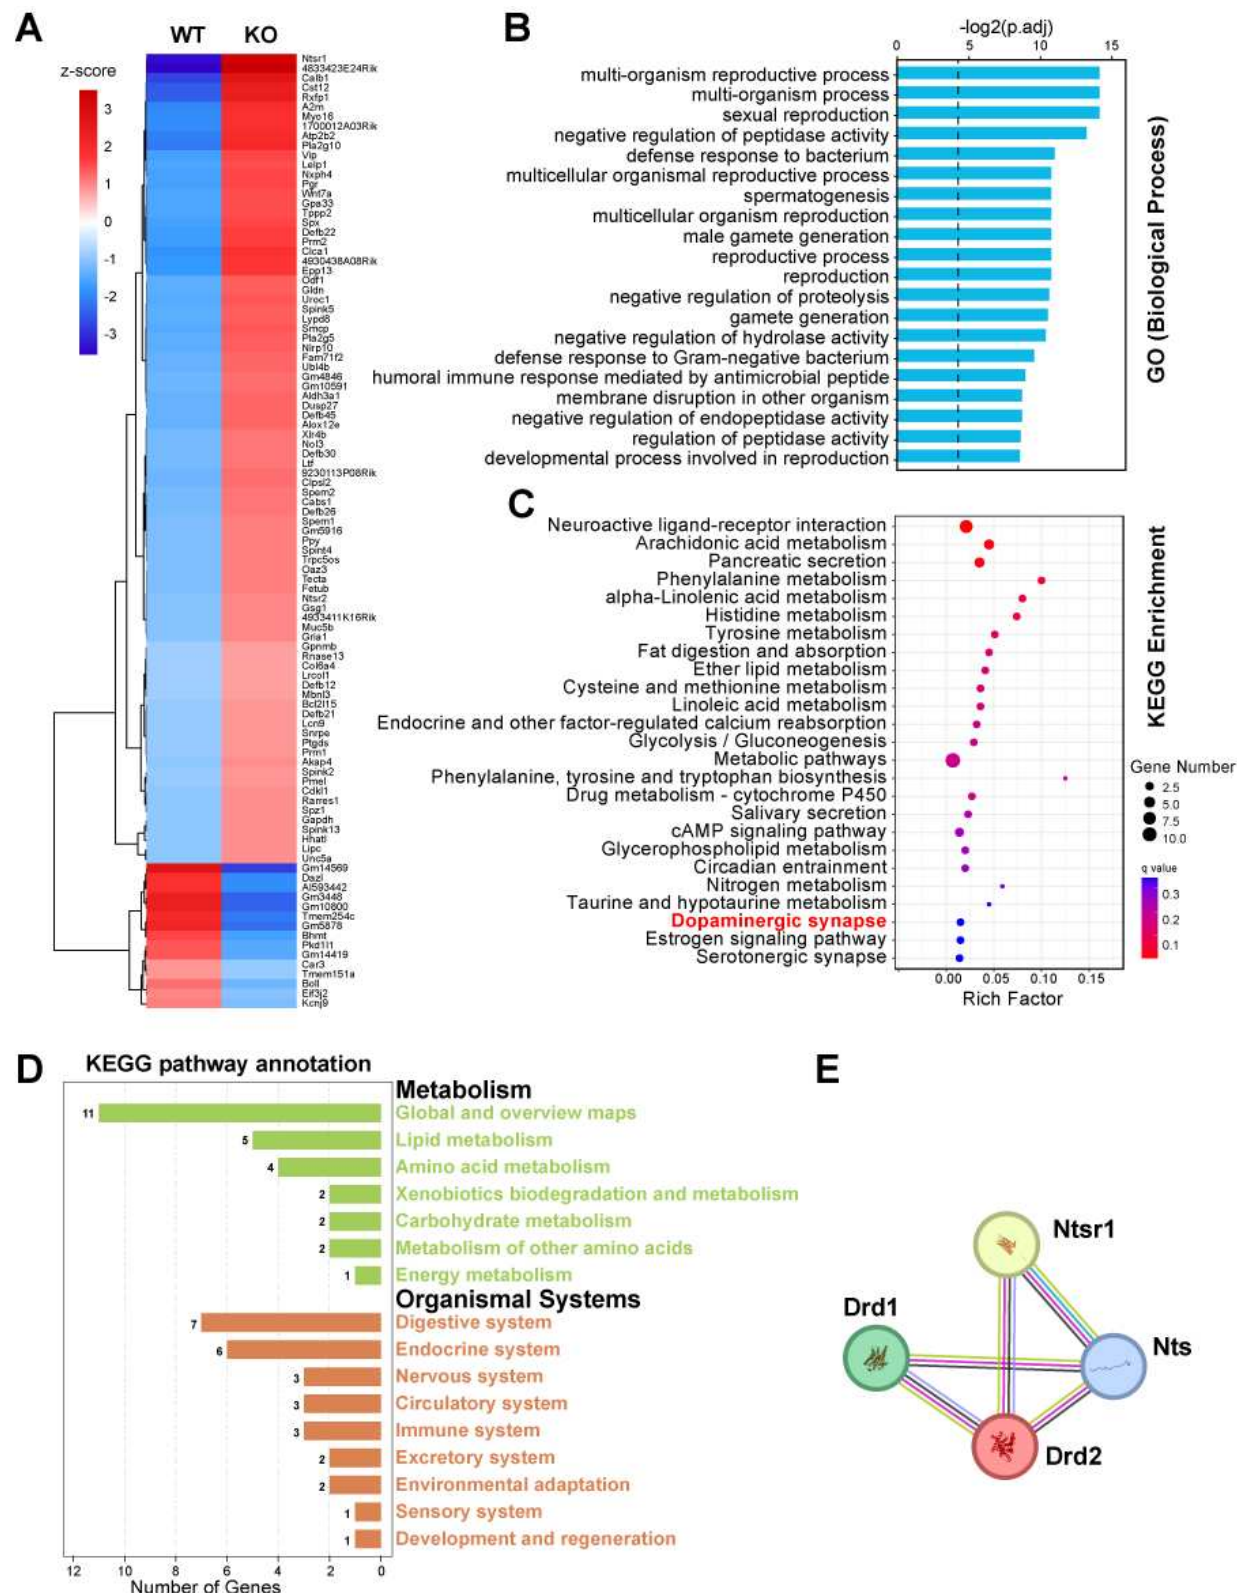 A
WT
KO
z-score
3
2
1
0
-1
-2
-3
Ntsr1
4833423E24Rik
Calb1
Cst12
Rxfp1
A2m
Myo16
1700012A03Rik
Atp2b2
Pla2g10
Vip
Lelp1
Nxph4
Pgr
Wnt7a
Gpa33
Tppp2
Spx
Defb22
Prm2
Clca1
4930438A08Rik
Epp13
Odf1
Gldn
Uroc1
Spink5
Lypd8
Smcp
Pla2g5
Nlrp10
Fam71f2
Ubl4b
Gm4846
Gm10591
Aldh3a1
Dusp27
Defb45
Alox12e
Xlr4b
Nol3
Defb30
Ltf
9230113P08Rik
Clpsl2
Spem2
Cabs1
Defb26
Spem1
Gm5916
Ppy
Spint4
Trpc5os
Oaz3
Tecta
Fetub
Ntsr2
Gsg1
4933411K16Rik
Muc5b
Gria1
Gpnmb
Rnase13
Col6a4
Lrcol1
Defb12
Mbnl3
Bcl2l15
Defb21
Lcn9
Snrpe
Ptgds
Prm1
Akap4
Spink2
Pmel
Cdkl1
Rarres1
Spz1
Gapdh
Spink13
Hhatl
Lipc
Unc5a
Gm14569
Dazl
AI593442
Gm3448
Gm10800
Tmem254c
Gm5878
Bhmt
Pkd1l1
Gm14419
Car3
Tmem151a
Boll
Eif3j2
Kcnj9
B
-log2(p.adj)
0 5 10 15
multi-organism reproductive process
multi-organism process
sexual reproduction
negative regulation of peptidase activity
defense response to bacterium
multicellular organismal reproductive process
spermatogenesis
multicellular organism reproduction
male gamete generation
reproductive process
reproduction
negative regulation of proteolysis
gamete generation
negative regulation of hydrolase activity
defense response to Gram-negative bacterium
humoral immune response mediated by antimicrobial peptide
membrane disruption in other organism
negative regulation of endopeptidase activity
regulation of peptidase activity
developmental process involved in reproduction
GO (Biological Process)
C
Neuroactive ligand-receptor interaction
Arachidonic acid metabolism
Pancreatic secretion
Phenylalanine metabolism
alpha-Linolenic acid metabolism
Histidine metabolism
Tyrosine metabolism
Fat digestion and absorption
Ether lipid metabolism
Cysteine and methionine metabolism
Linoleic acid metabolism
Endocrine and other factor-regulated calcium reabsorption
Glycolysis / Gluconeogenesis
Metabolic pathways
Phenylalanine, tyrosine and tryptophan biosynthesis
Drug metabolism - cytochrome P450
Salivary secretion
cAMP signaling pathway
Glycerophospholipid metabolism
Circadian entrainment
Nitrogen metabolism
Taurine and hypotaurine metabolism
Dopaminergic synapse
Estrogen signaling pathway
Serotonergic synapse
0.00 0.05 0.10 0.15
Rich Factor
KEGG Enrichment
Gene Number
2.5
5.0
7.5
10.0
q value
0.3
0.2
0.1
D
KEGG pathway annotation
Metabolism
11 Global and overview maps
5 Lipid metabolism
4 Amino acid metabolism
2 Xenobiotics biodegradation and metabolism
2 Carbohydrate metabolism
2 Metabolism of other amino acids
1 Energy metabolism
Organismal Systems
7 Digestive system
6 Endocrine system
3 Nervous system
3 Circulatory system
3 Immune system
2 Excretory system
2 Environmental adaptation
1 Sensory system
1 Development and regeneration
12 10 8 6 4 2 0
Number of Genes
E
Ntsr1
Drd1
Nts
Drd2